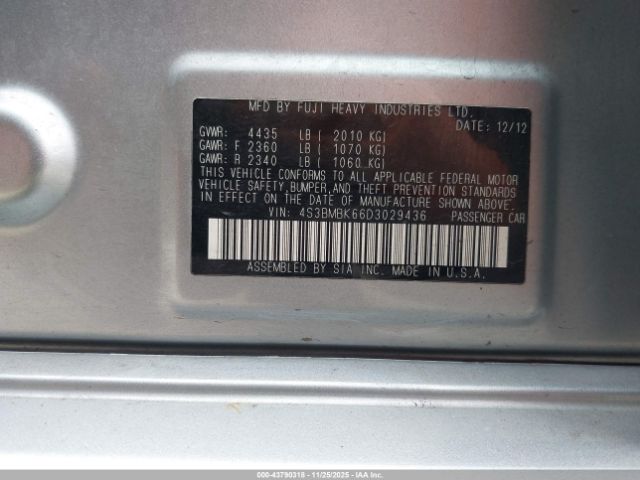 MFD BY FUJI HEAVY INDUSTRIES LTD.
DATE: 12/12
GVWR: 4435 LB ( 2010 KG)
GAWR: F 2360 LB ( 1070 KG)
GAWR: R 2340 LB ( 1060 KG)
THIS VEHICLE CONFORMS TO ALL APPLICABLE FEDERAL MOTOR
VEHICLE SAFETY, BUMPER, AND THEFT PREVENTION STANDARDS
IN EFFECT ON THE DATE OF MANUFACTURE SHOWN ABOVE.
VIN: 4S3BMBK66D3029436 PASSENGER CAR
ASSEMBLED BY SIA INC. MADE IN U.S.A.
000-43790318 - 11/25/2025 - IAAI.COM